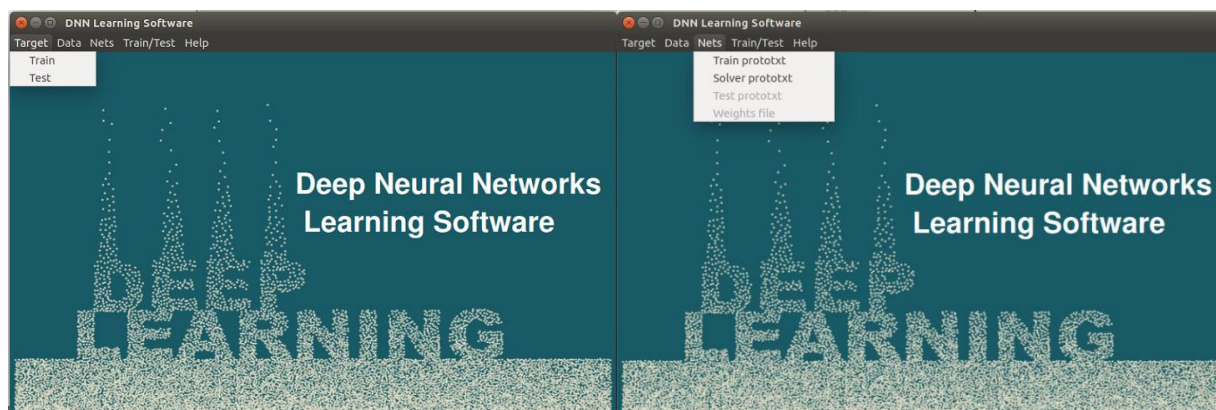 DNN Learning Software
Target Data Nets Train/Test Help
Train
Test
Deep Neural Networks
Learning Software
DEEP
LEARNING
DNN Learning Software
Target Data Nets Train/Test Help
Train prototxt
Solver prototxt
Test prototxt
Weights file
Deep Neural Networks
Learning Software
DEEP
LEARNING